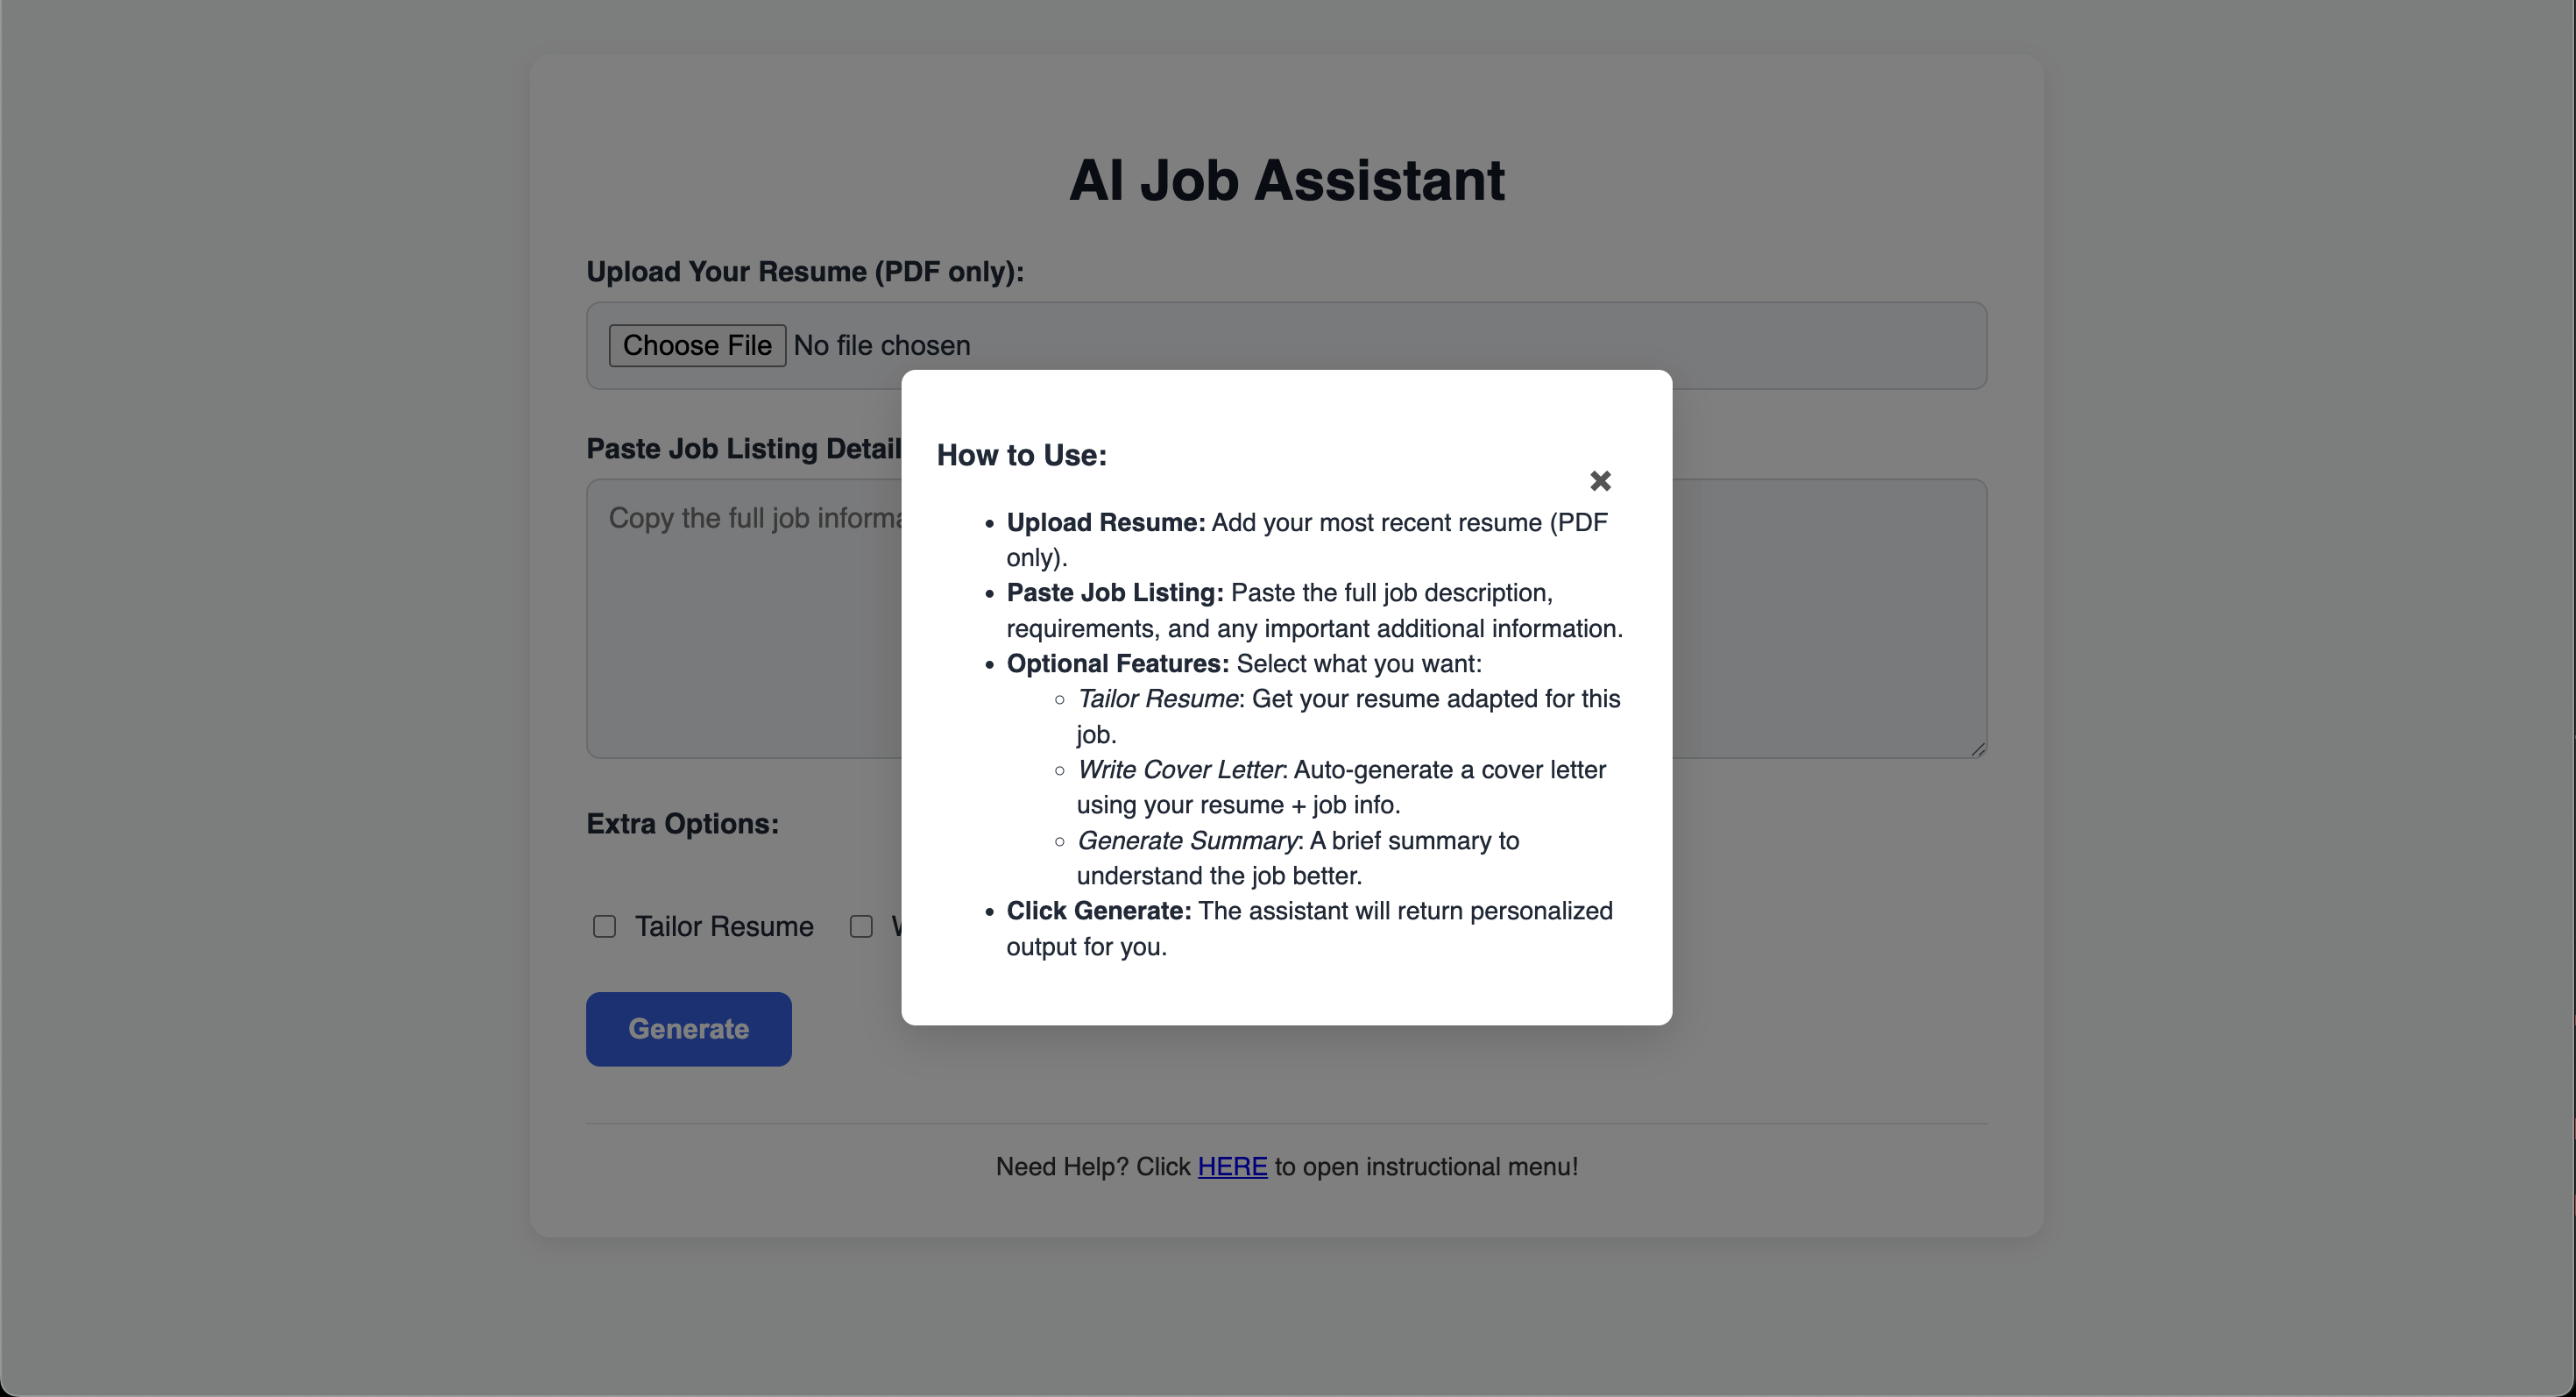 AI Job Assistant
Upload Your Resume (PDF only):
Choose File No file chosen
Paste Job Listing Detail
Copy the full job informa
How to Use:
✖
• Upload Resume: Add your most recent resume (PDF
only).
• Paste Job Listing: Paste the full job description,
requirements, and any important additional information.
• Optional Features: Select what you want:
◦ Tailor Resume: Get your resume adapted for this
job.
◦ Write Cover Letter: Auto-generate a cover letter
using your resume + job info.
◦ Generate Summary: A brief summary to
understand the job better.
• Click Generate: The assistant will return personalized
output for you.
Extra Options:
Tailor Resume
Generate
Need Help? Click HERE to open instructional menu!